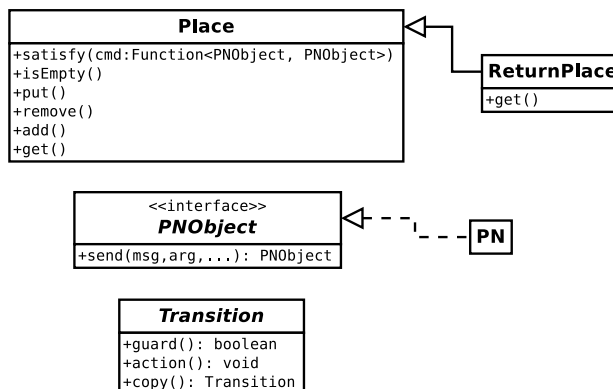 Place
+satisfy(cmd:Function<PNObject, PNObject>)
+isEmpty()
+put()
+remove()
+add()
+get()
ReturnPlace
+get()
<<interface>>
PNObject
+send(msg,arg,...): PNObject
PN
Transition
+guard(): boolean
+action(): void
+copy(): Transition